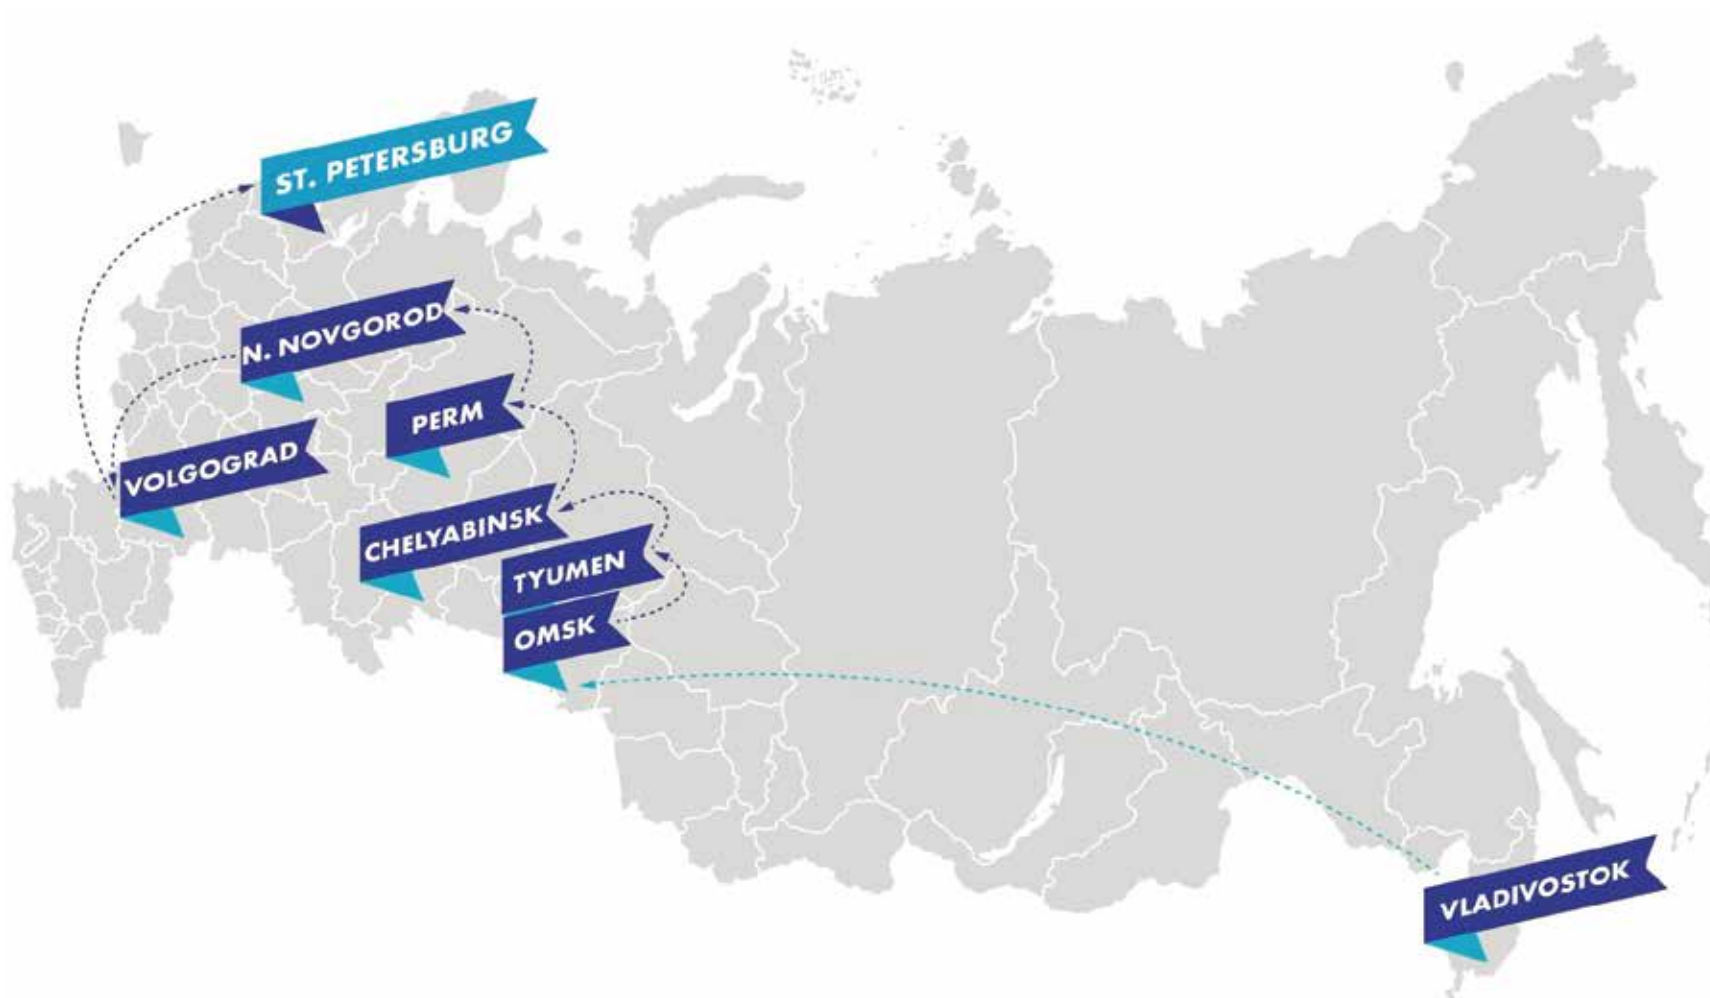 ST. PETERSBURG
N. NOVGOROD
PERM
VOLGOGRAD
CHELYABINSK
TYUMEN
OMSK
VLADIVOSTOK